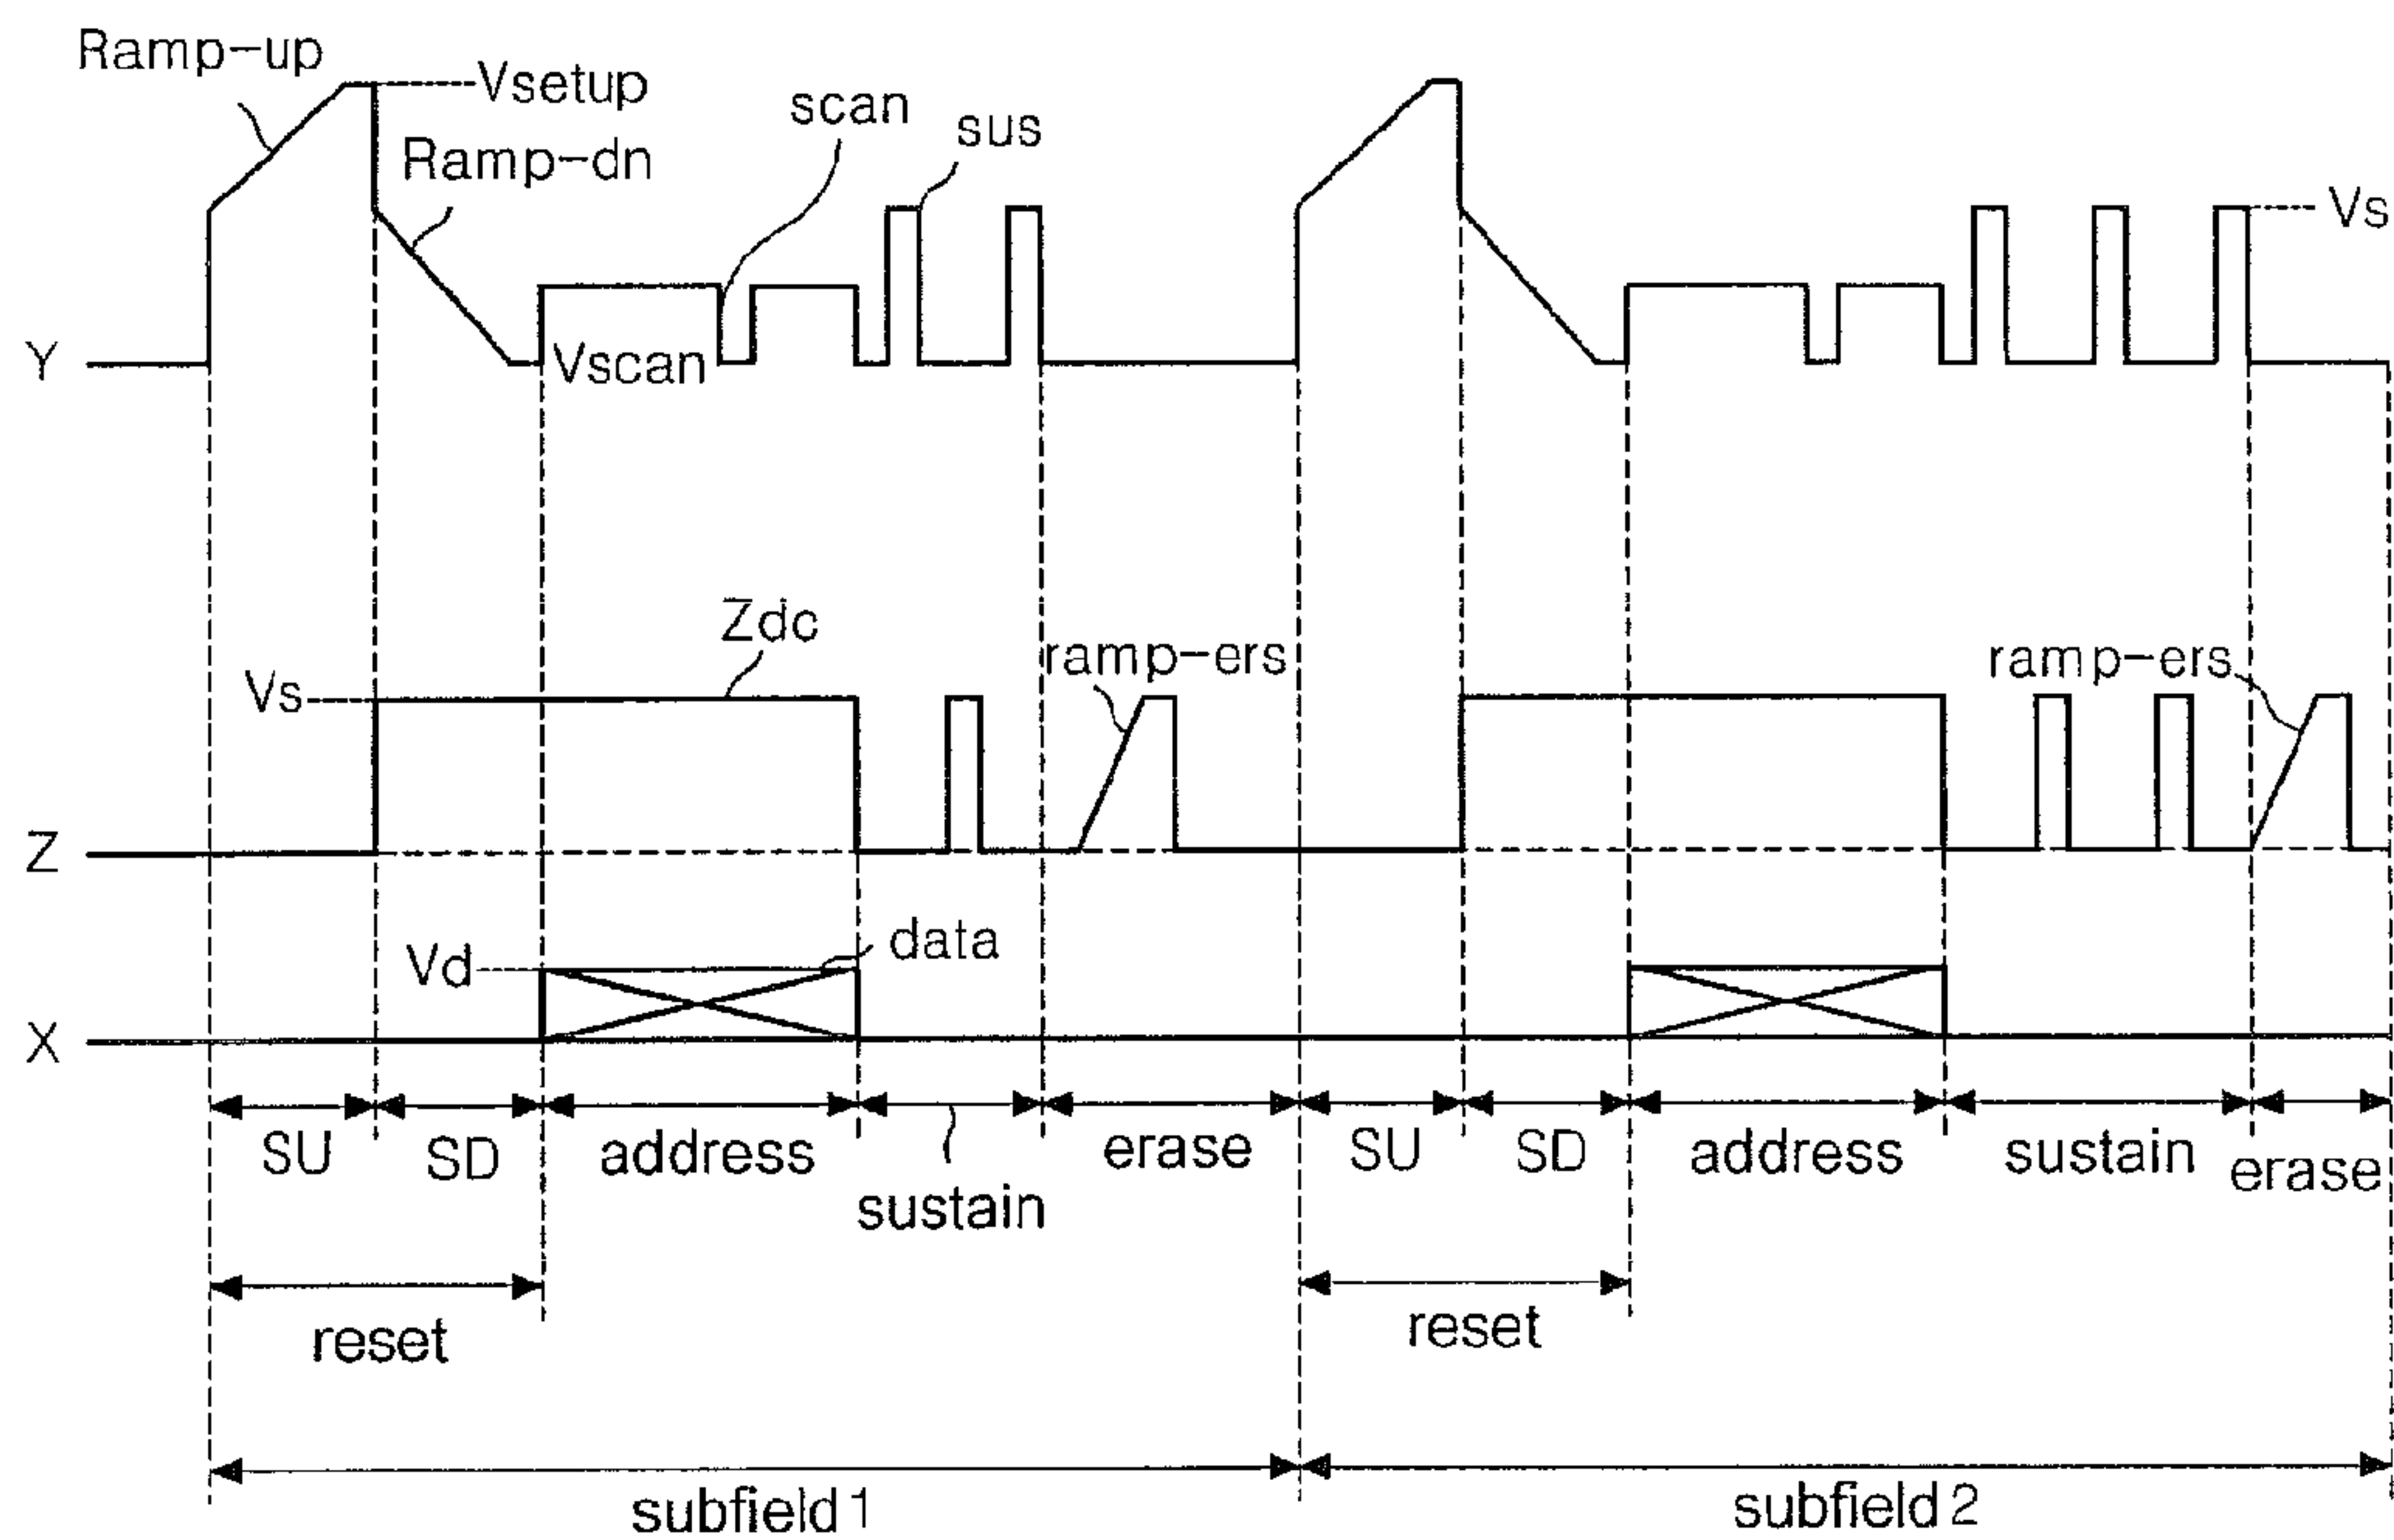 Ramp-up
Vsetup
scan
sus
Ramp-dn
Vs
Y
Vscan
Zdc
ramp-ers
ramp-ers
Vs
Z
data
Vd
X
SU
SD
address
sustain
erase
SU
SD
address
sustain
erase
reset
reset
subfield 1
subfield 2